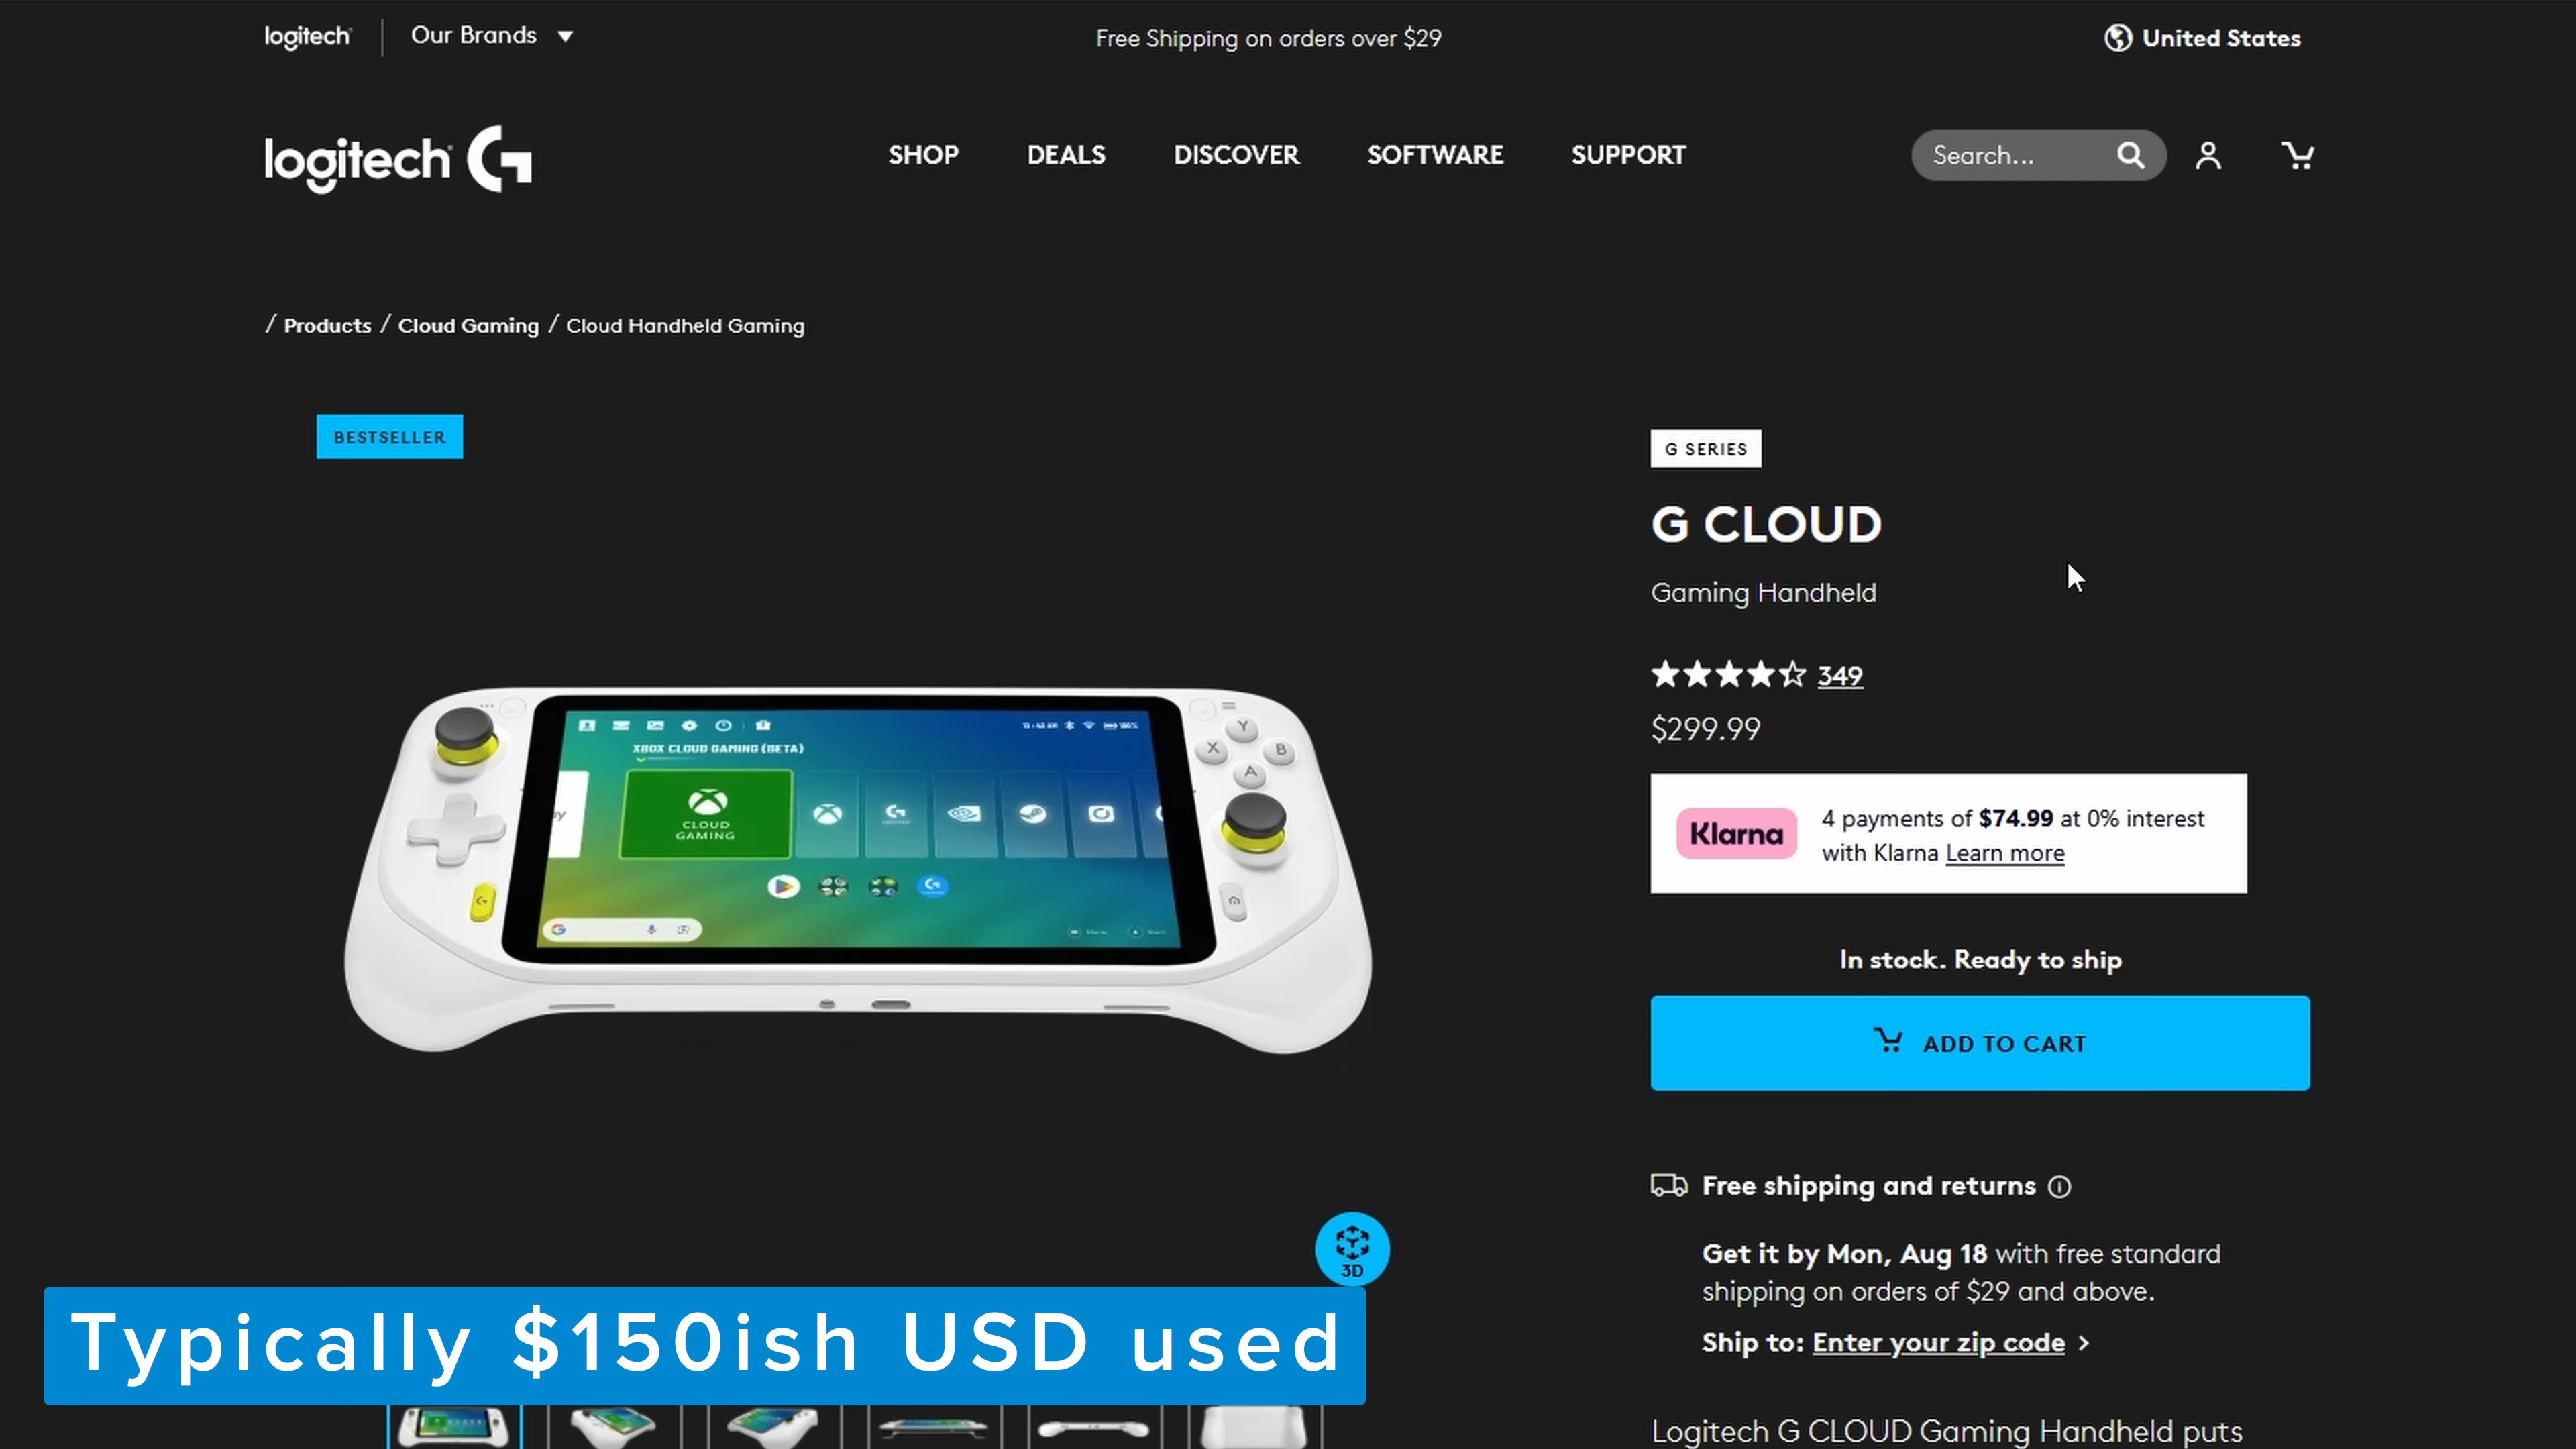 logitech
Our Brands
Free Shipping on orders over $29
United States
logitech G
SHOP
DEALS
DISCOVER
SOFTWARE
SUPPORT
Search...
/ Products / Cloud Gaming / Cloud Handheld Gaming
BESTSELLER
G SERIES
G CLOUD
Gaming Handheld
349
$299.99
XBOX CLOUD GAMING (BETA)
CLOUD
GAMING
Y
X
B
A
Klarna
4 payments of $74.99 at 0% interest
with Klarna Learn more
In stock. Ready to ship
ADD TO CART
Free shipping and returns
Get it by Mon, Aug 18 with free standard
shipping on orders of $29 and above.
Ship to: Enter your zip code >
3D
Typically $150ish USD used
Logitech G CLOUD Gaming Handheld puts